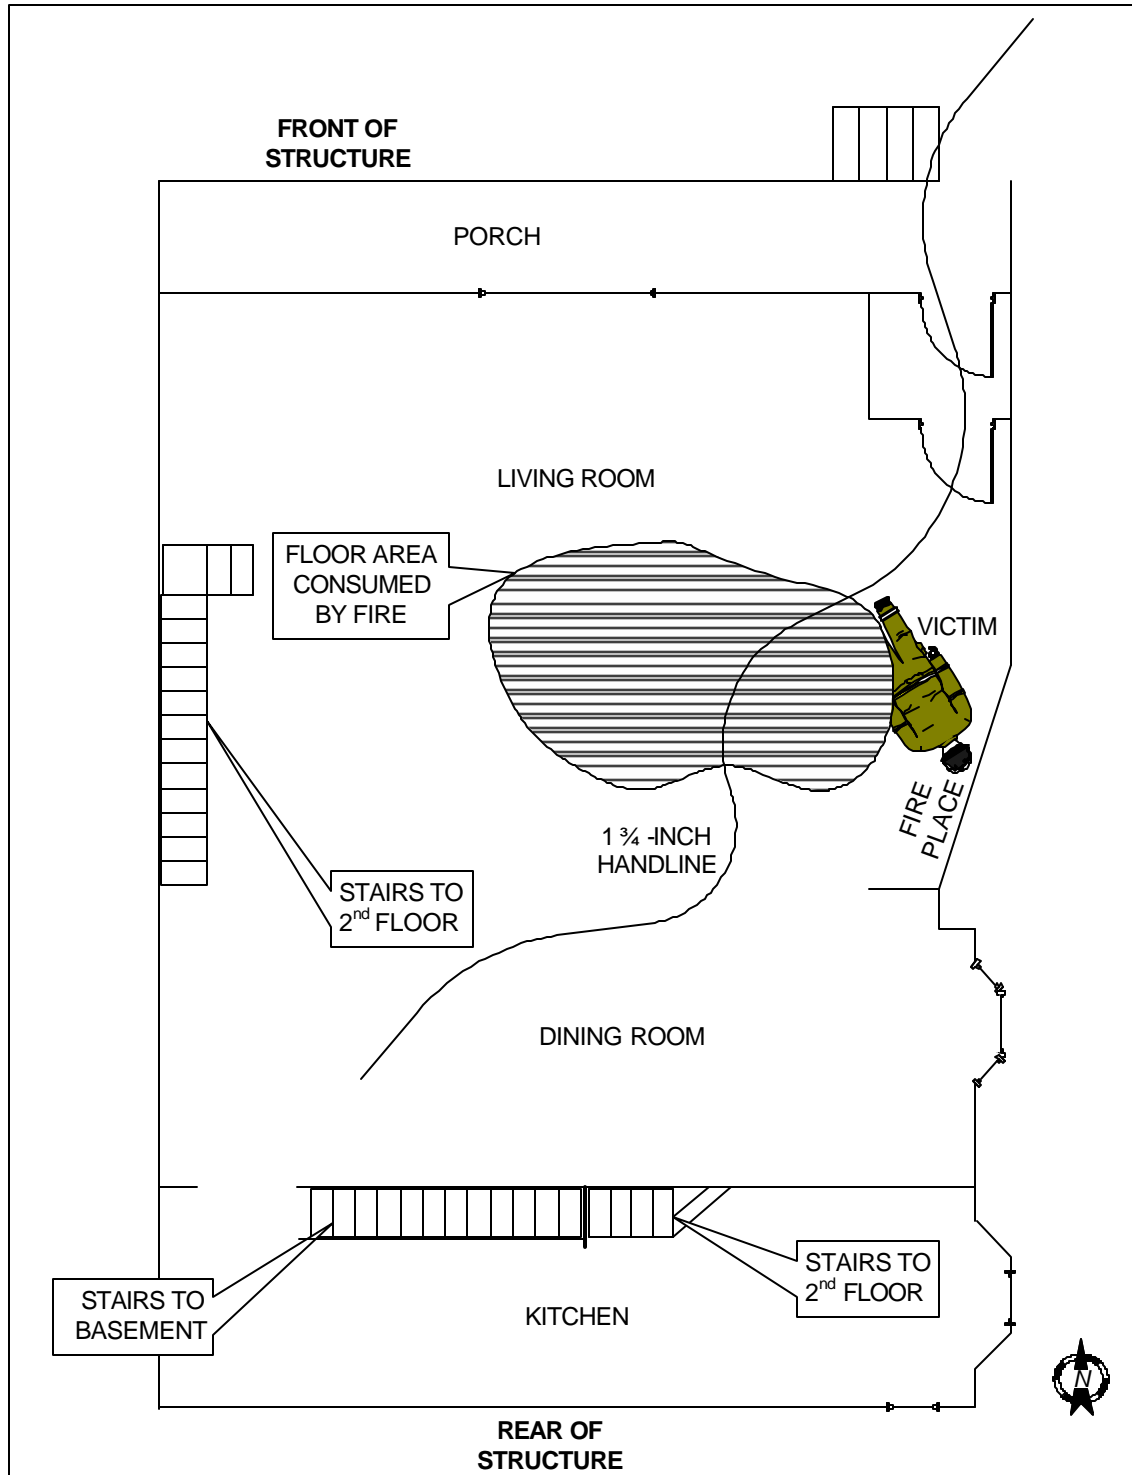 FRONT OF
STRUCTURE
PORCH
LIVING ROOM
FLOOR AREA
CONSUMED
BY FIRE
VICTIM
FIRE
PLACE
1 ¾ -INCH
HANDLINE
STAIRS TO
2nd FLOOR
DINING ROOM
STAIRS TO
2nd FLOOR
STAIRS TO
BASEMENT
KITCHEN
N
REAR OF
STRUCTURE